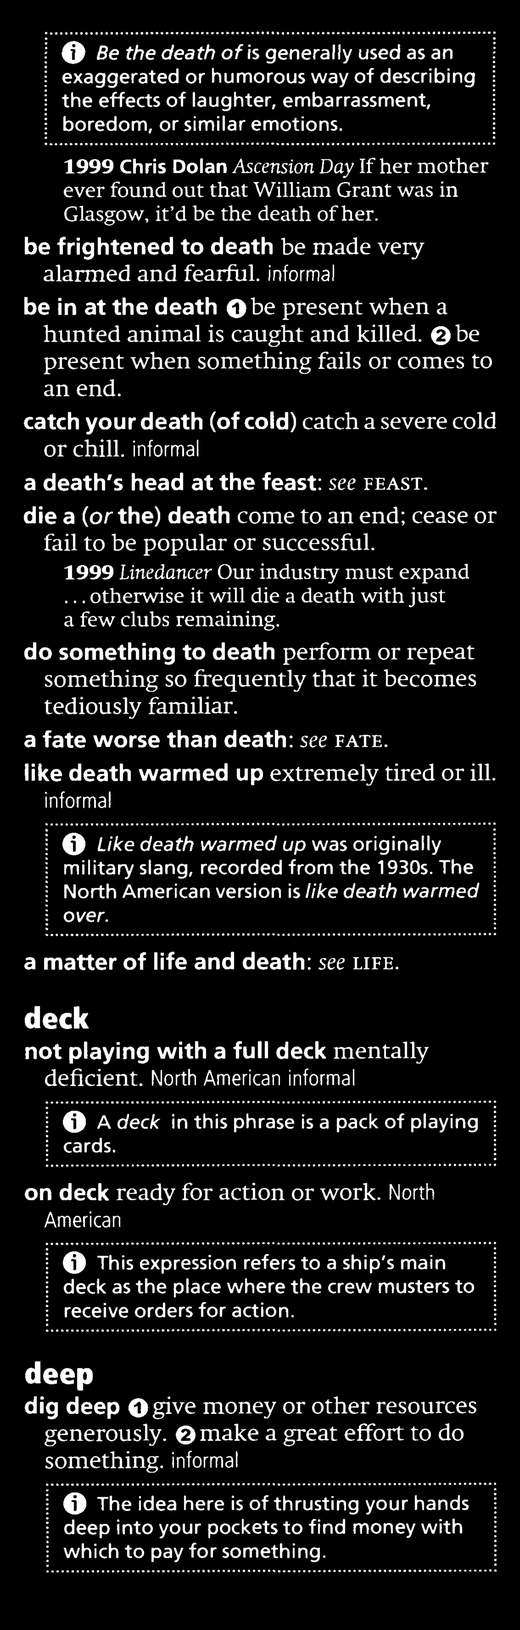 ⓘ Be the death of is generally used as an
exaggerated or humorous way of describing
the effects of laughter, embarrassment,
boredom, or similar emotions.
1999 Chris Dolan Ascension Day If her mother
ever found out that William Grant was in
Glasgow, it'd be the death of her.
be frightened to death be made very
alarmed and fearful. informal
be in at the death ❶ be present when a
hunted animal is caught and killed. ❷ be
present when something fails or comes to
an end.
catch your death (of cold) catch a severe cold
or chill. informal
a death's head at the feast: see FEAST.
die a (or the) death come to an end; cease or
fail to be popular or successful.
1999 Linedancer Our industry must expand
...otherwise it will die a death with just
a few clubs remaining.
do something to death perform or repeat
something so frequently that it becomes
tediously familiar.
a fate worse than death: see FATE.
like death warmed up extremely tired or ill.
informal
ⓘ Like death warmed up was originally
military slang, recorded from the 1930s. The
North American version is like death warmed
over.
a matter of life and death: see LIFE.
deck
not playing with a full deck mentally
deficient. North American informal
ⓘ A deck in this phrase is a pack of playing
cards.
on deck ready for action or work. North
American
ⓘ This expression refers to a ship's main
deck as the place where the crew musters to
receive orders for action.
deep
dig deep ❶ give money or other resources
generously. ❷ make a great effort to do
something. informal
ⓘ The idea here is of thrusting your hands
deep into your pockets to find money with
which to pay for something.